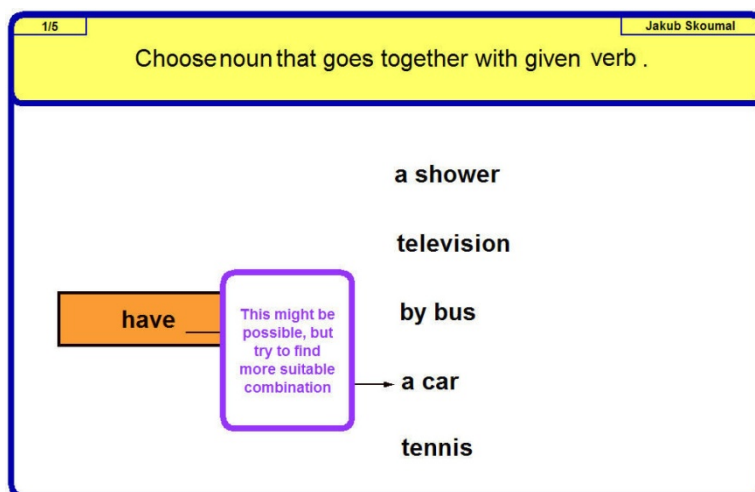 1/5
Jakub Skoumal
Choose noun that goes together with given verb .
a shower
television
by bus
have ___
This might be
possible, but
try to find
more suitable
combination
a car
tennis